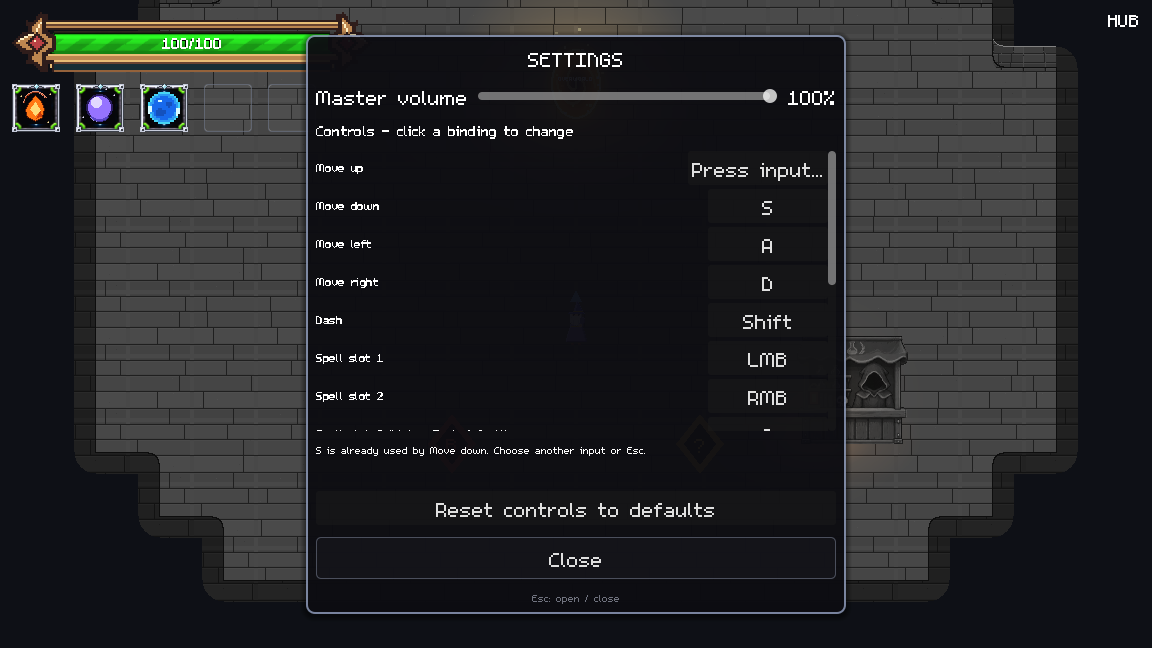 HUB
100/100
SETTINGS
Master volume 100%
Controls - click a binding to change
Move up Press input...
Move down S
Move left A
Move right D
Dash Shift
Spell slot 1 LMB
Spell slot 2 RMB
S is already used by Move down. Choose another input or Esc.
Reset controls to defaults
Close
Esc: open / close